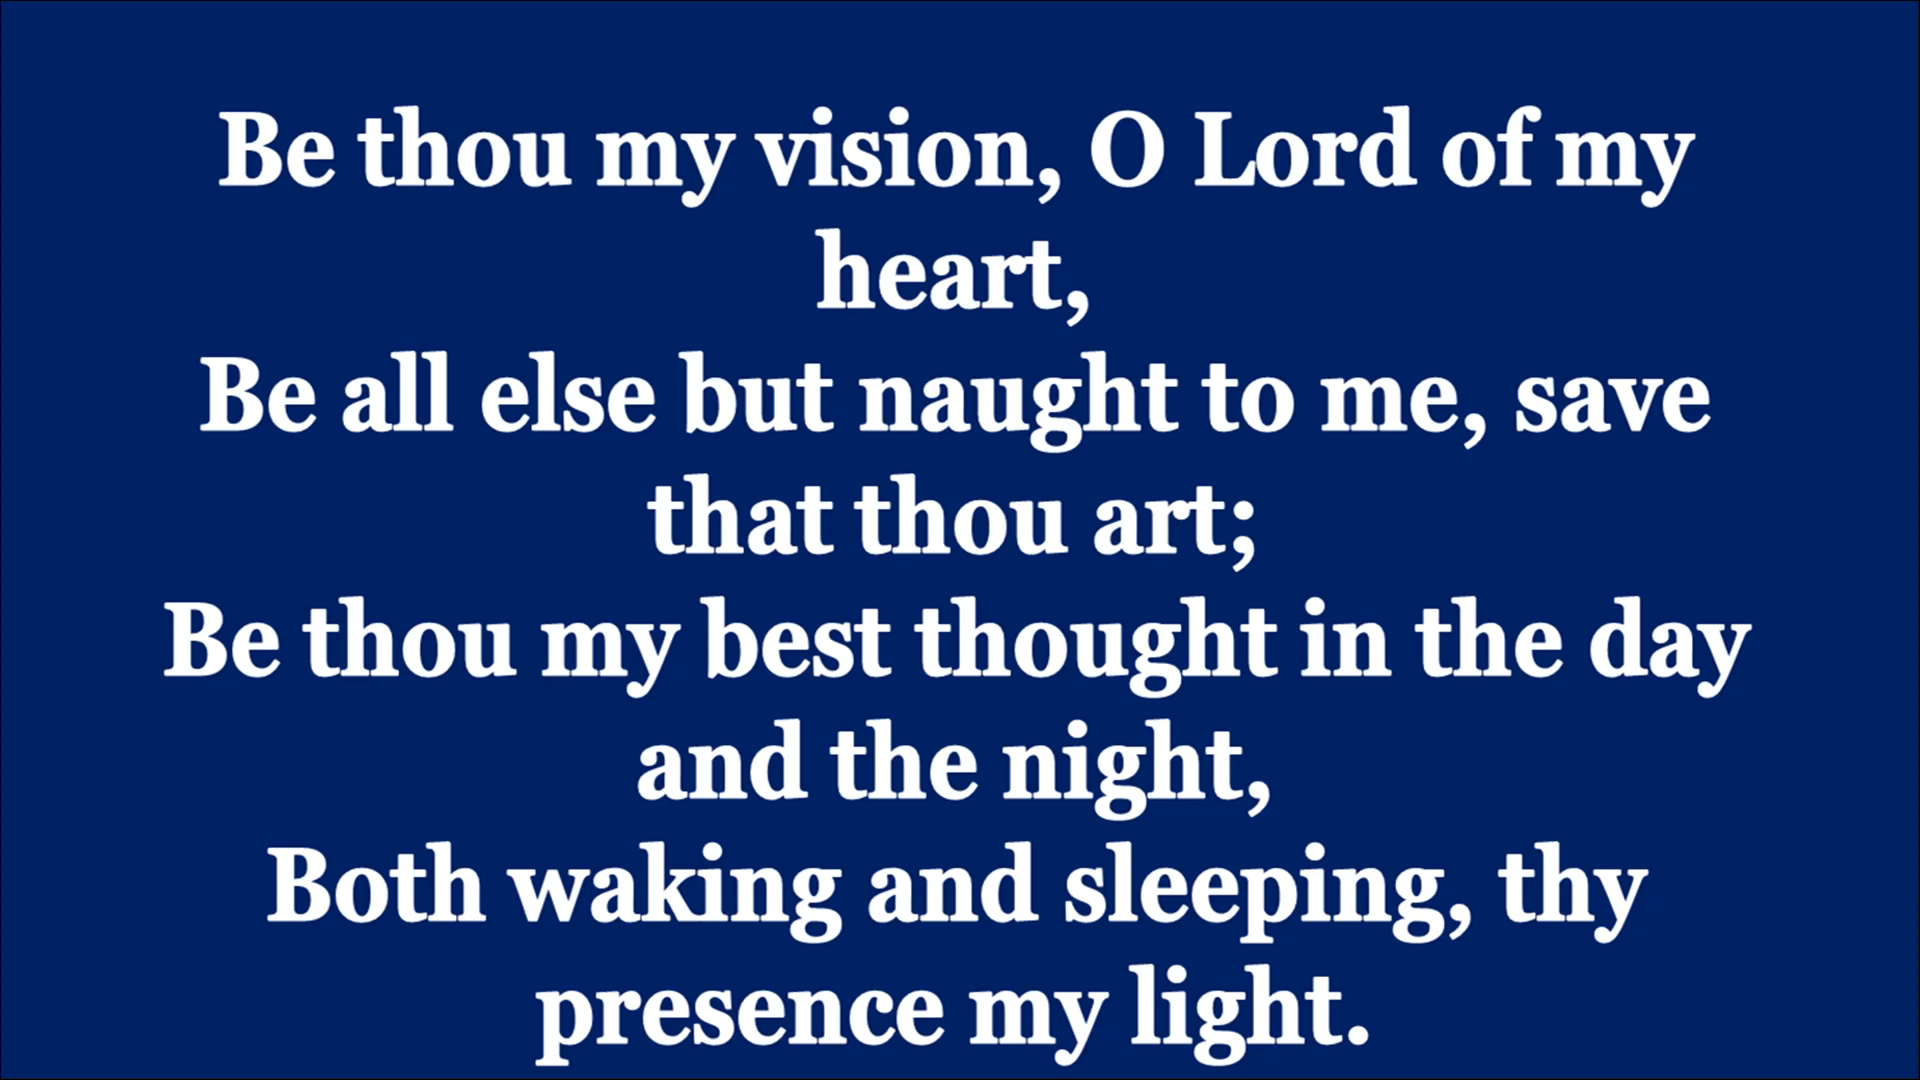 Be thou my vision, O Lord of my
heart,
Be all else but naught to me, save
that thou art;
Be thou my best thought in the day
and the night,
Both waking and sleeping, thy
presence my light.